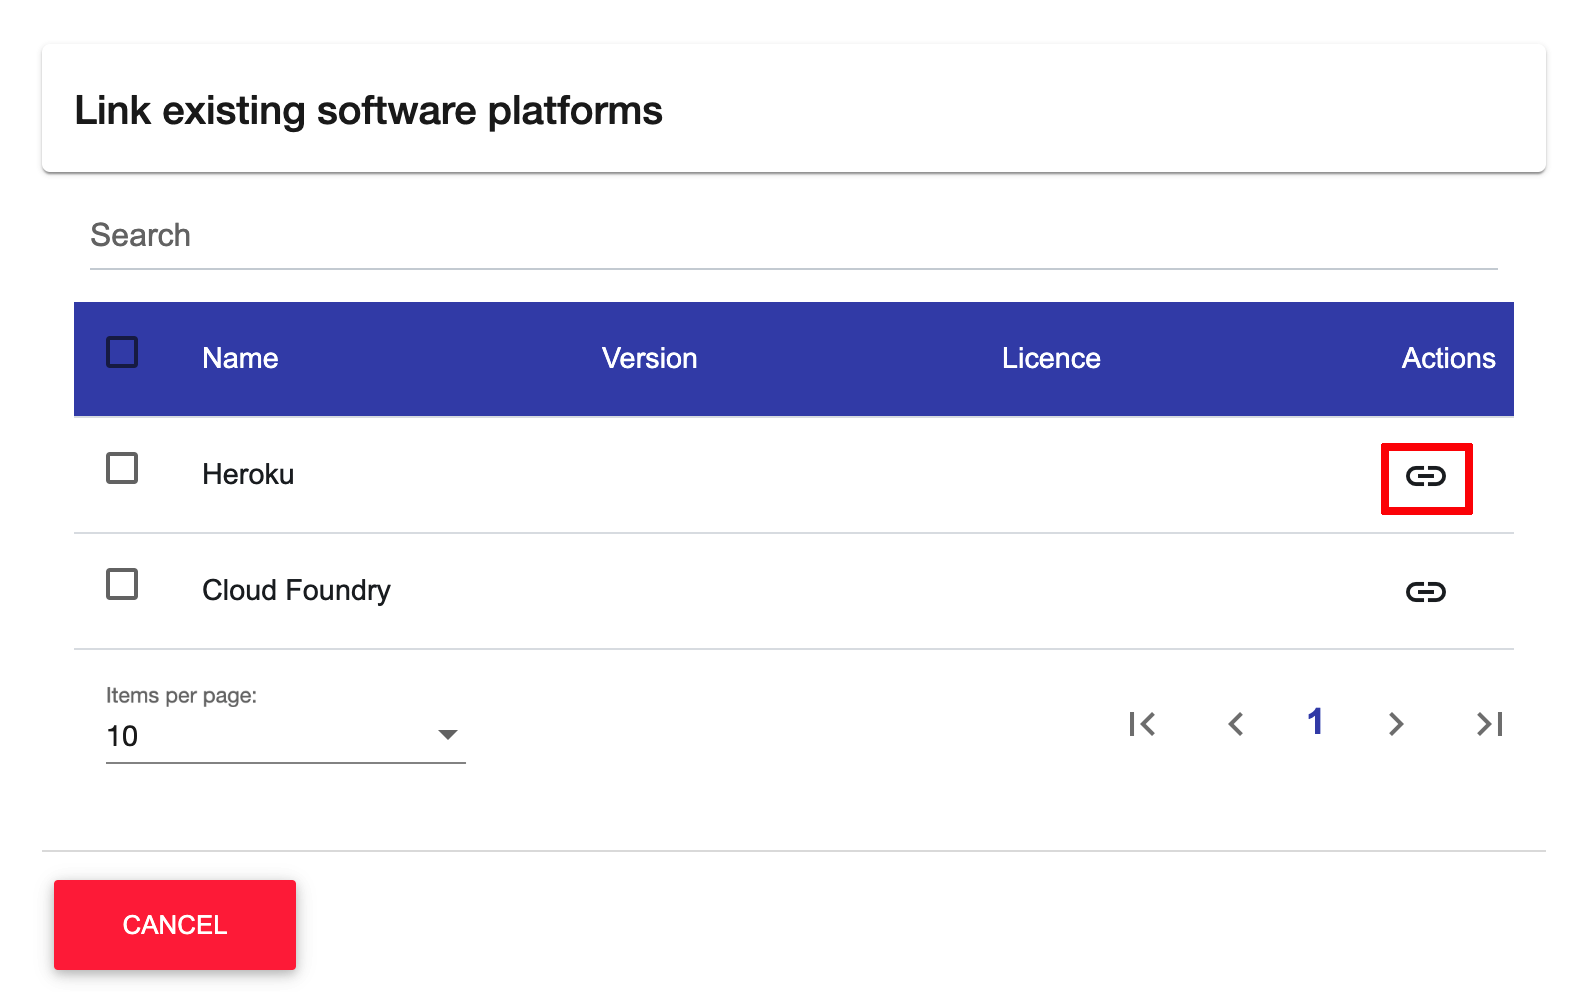 Link existing software platforms
Search
Name Version Licence Actions
Heroku
Cloud Foundry
Items per page:
10
1
CANCEL